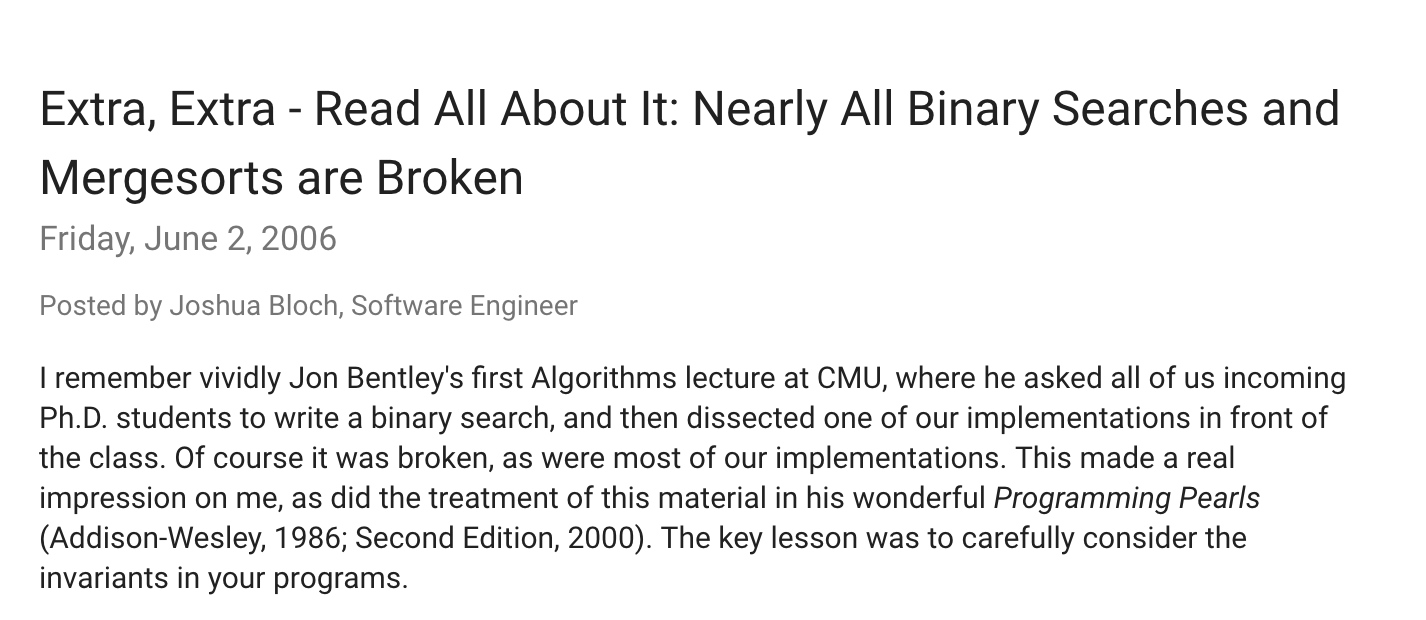 Extra, Extra - Read All About It: Nearly All Binary Searches and
Mergesorts are Broken
Friday, June 2, 2006
Posted by Joshua Bloch, Software Engineer
I remember vividly Jon Bentley's first Algorithms lecture at CMU, where he asked all of us incoming
Ph.D. students to write a binary search, and then dissected one of our implementations in front of
the class. Of course it was broken, as were most of our implementations. This made a real
impression on me, as did the treatment of this material in his wonderful Programming Pearls
(Addison-Wesley, 1986; Second Edition, 2000). The key lesson was to carefully consider the
invariants in your programs.